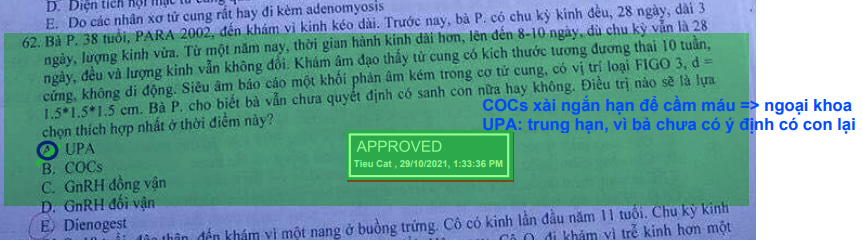 D. Diện tích nội mạc tử cung
E. Do các nhân xơ tử cung rất hay đi kèm adenomyosis
62. Bà P. 38 tuổi, PARA 2002, đến khám vì kinh kéo dài. Trước nay, bà P. có chu kỳ kinh đều, 28 ngày, dài 3
ngày, lượng kinh vừa. Từ một năm nay, thời gian hành kinh dài hơn, lên đến 8-10 ngày, dù chu kỳ vẫn là 28
ngày, đều và lượng kinh vẫn không đổi. Khám âm đạo thấy tử cung có kích thước tương đương thai 10 tuần,
cứng, không di động. Siêu âm báo cáo một khối phản âm kém trong cơ tử cung, có vị trí loại FIGO 3, d =
1.5*1.5*1.5 cm. Bà P. cho biết bà vẫn chưa quyết định có sanh con nữa hay không. Điều trị nào sẽ là lựa
chọn thích hợp nhất ở thời điểm này?
COCs xài ngắn hạn để cầm máu => ngoại khoa
UPA: trung hạn, vì bả chưa có ý định có con lại
A. UPA
B. COCs
C. GnRH đồng vận
D. GnRH đối vận
E. Dienogest
APPROVED
Tieu Cat , 29/10/2021, 1:33:36 PM
đến khám vì một nang ở buồng trứng. Cô có kinh lần đầu năm 11 tuổi. Chu kỳ kinh
đi khám vì trễ kinh hơn một